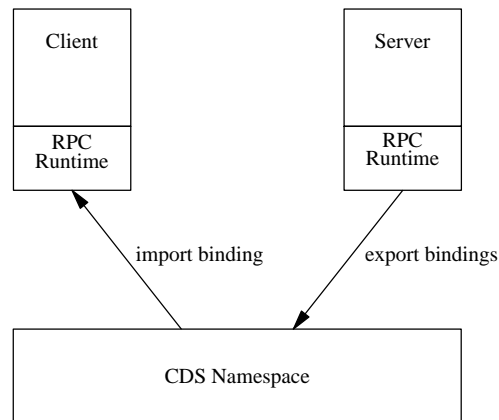 Client
Server
RPC
Runtime
RPC
Runtime
import binding
export bindings
CDS Namespace